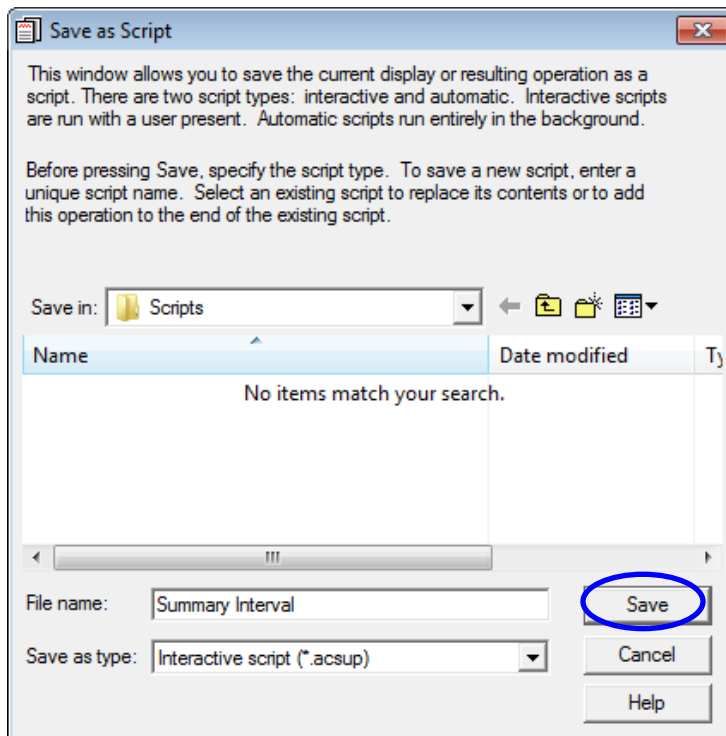 Save as Script
This window allows you to save the current display or resulting operation as a
script. There are two script types: interactive and automatic. Interactive scripts
are run with a user present. Automatic scripts run entirely in the background.
Before pressing Save, specify the script type. To save a new script, enter a
unique script name. Select an existing script to replace its contents or to add
this operation to the end of the existing script.
Save in: Scripts
Name Date modified Ty
No items match your search.
File name: Summary Interval Save
Save as type: Interactive script (*.acsup) Cancel
Help